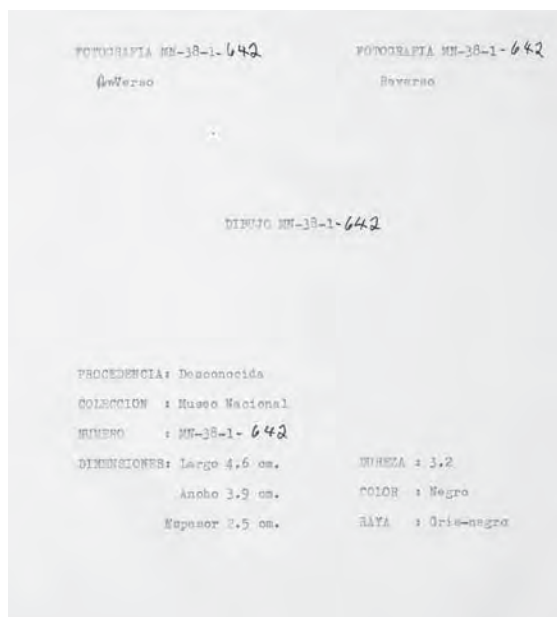 FOTOGRAFIA MN-38-1-642
FOTOGRAFIA MN-38-1-642
AnVerso
Reverso
DIBUJO MN-38-1-642
PROCEDENCIA: Desconocida
COLECCION : Museo Nacional
NUMERO : MN-38-1- 642
DIMENSIONES: Largo 4,6 cm.
DUREZA : 3.2
Ancho 3.9 cm.
COLOR : Negro
Espesor 2.5 cm.
RAYA : Gris-negro